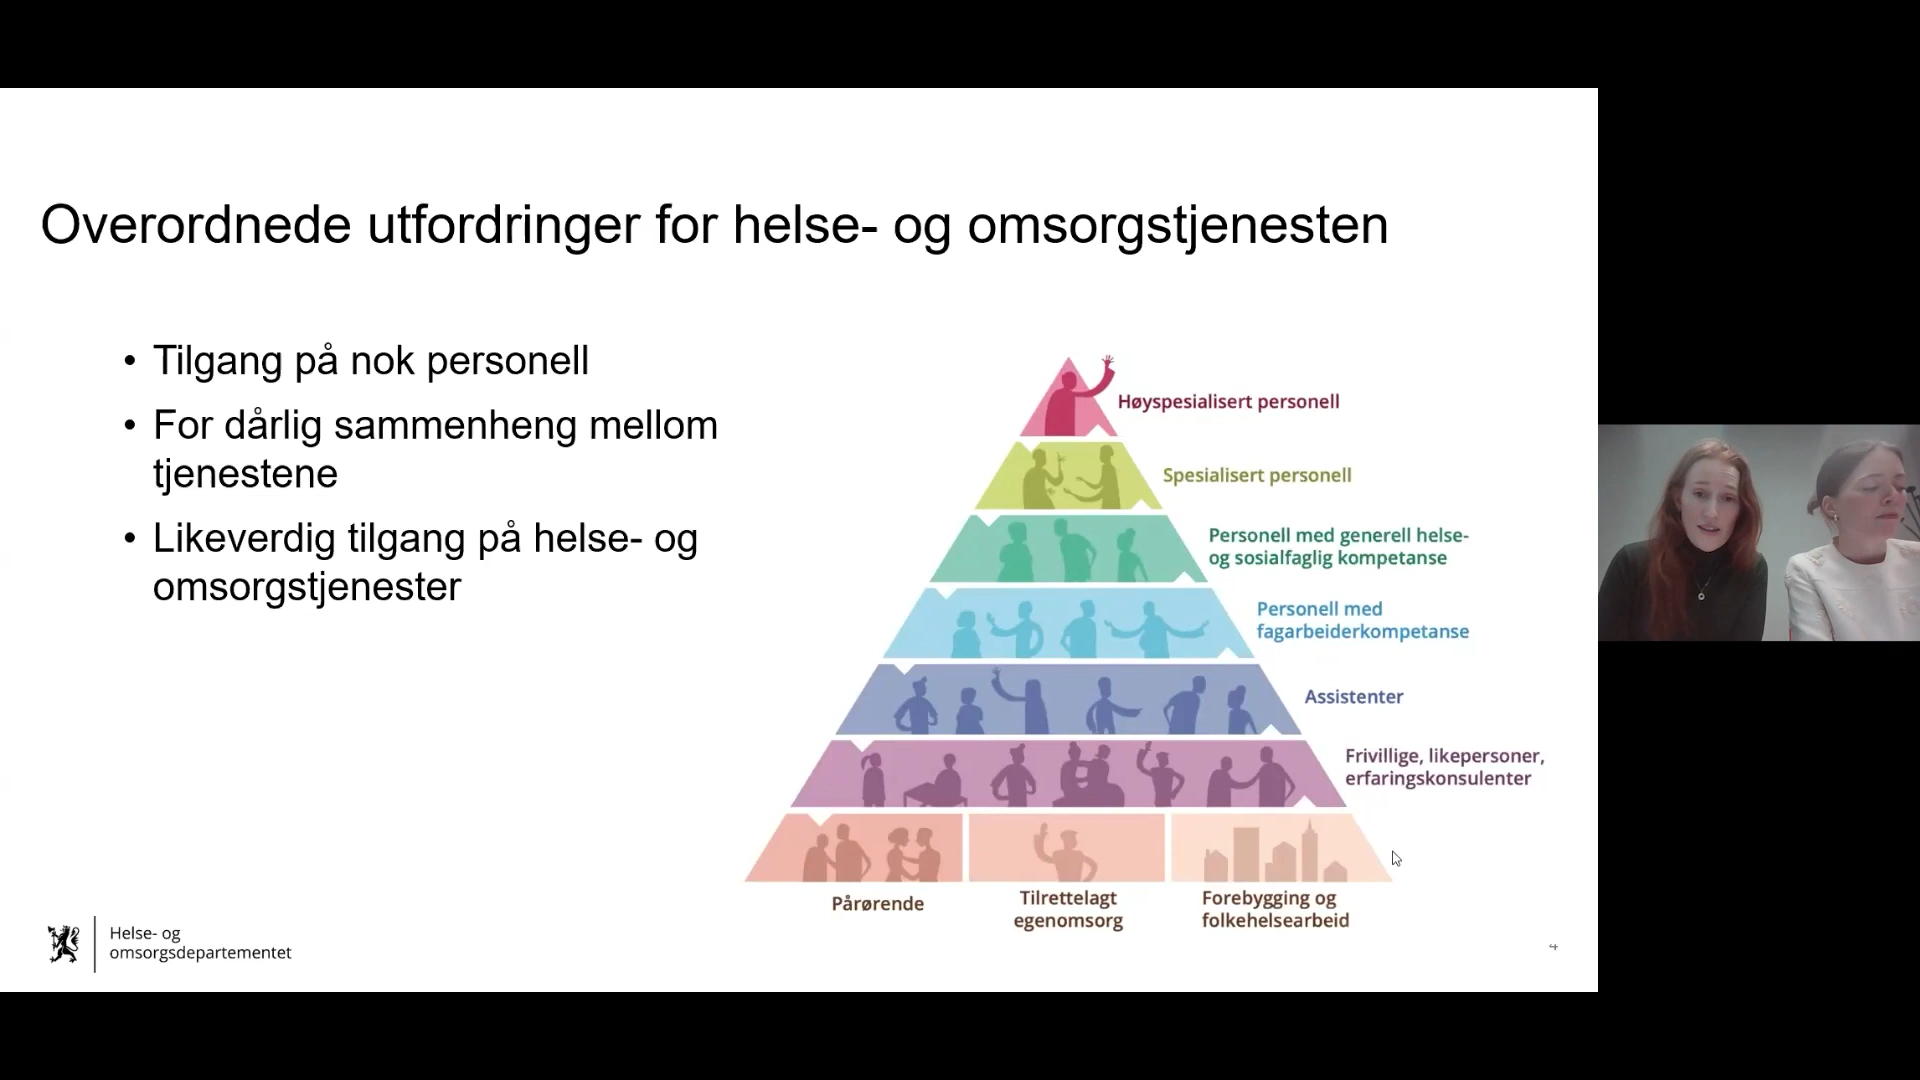 Overordnede utfordringer for helse- og omsorgstjenesten
• Tilgang på nok personell
• For dårlig sammenheng mellom
tjenestene
• Likeverdig tilgang på helse- og
omsorgstjenester
Høyspesialisert personell
Spesialisert personell
Personell med generell helse-
og sosialfaglig kompetanse
Personell med
fagarbeiderkompetanse
Assistenter
Frivillige, likepersoner,
erfaringskonsulenter
Pårørende
Tilrettelagt
egenomsorg
Forebygging og
folkehelsearbeid
Helse- og
omsorgsdepartementet
4